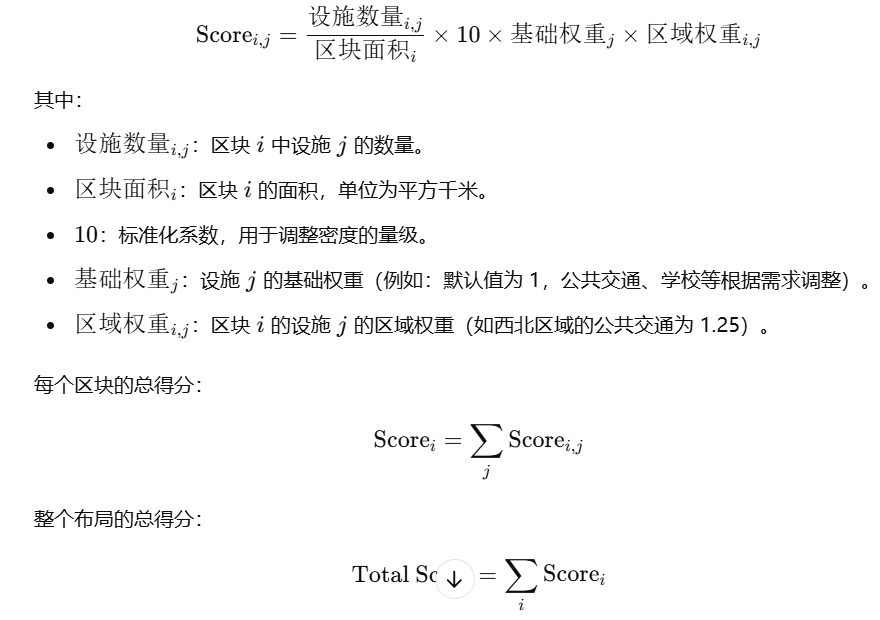 Score_{i,j} = \frac{设施数量_{i,j}}{区块面积_i} × 10 × 基础权重_j × 区域权重_{i,j}
其中：
• 设施数量_{i,j}：区块 i 中设施 j 的数量。
• 区块面积_i：区块 i 的面积，单位为平方千米。
• 10：标准化系数，用于调整密度的量级。
• 基础权重_j：设施 j 的基础权重（例如：默认值为 1，公共交通、学校等根据需求调整）。
• 区域权重_{i,j}：区块 i 的设施 j 的区域权重（如西北区域的公共交通为 1.25）。
每个区块的总得分：
Score_i = \sum_j Score_{i,j}
整个布局的总得分：
Total = \sum_i Score_i